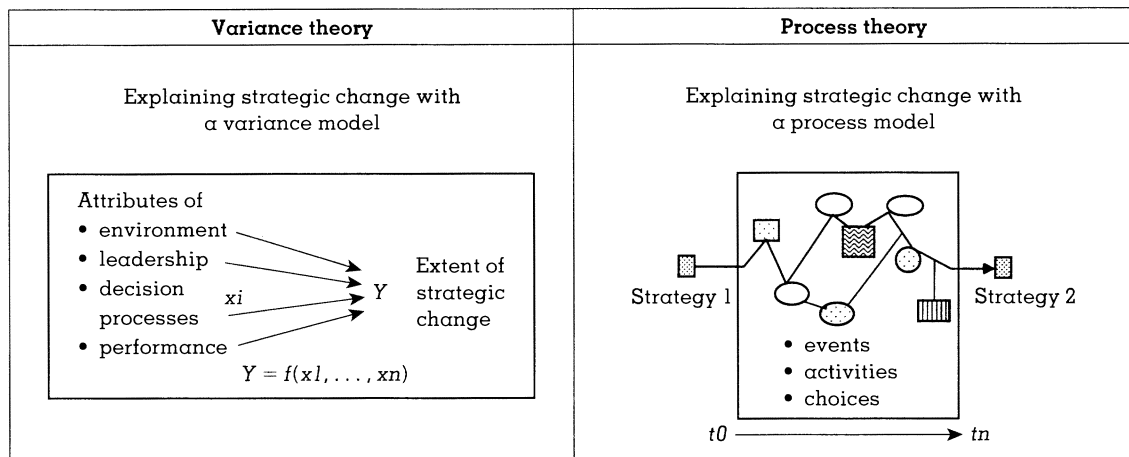 Variance theory
Explaining strategic change with
a variance model
Attributes of
• environment
• leadership
• decision
processes
• performance
xi
Y
Extent of
strategic
change
Y = f(x1, . . . , xn)
Process theory
Explaining strategic change with
a process model
Strategy 1
Strategy 2
• events
• activities
• choices
t0
tn